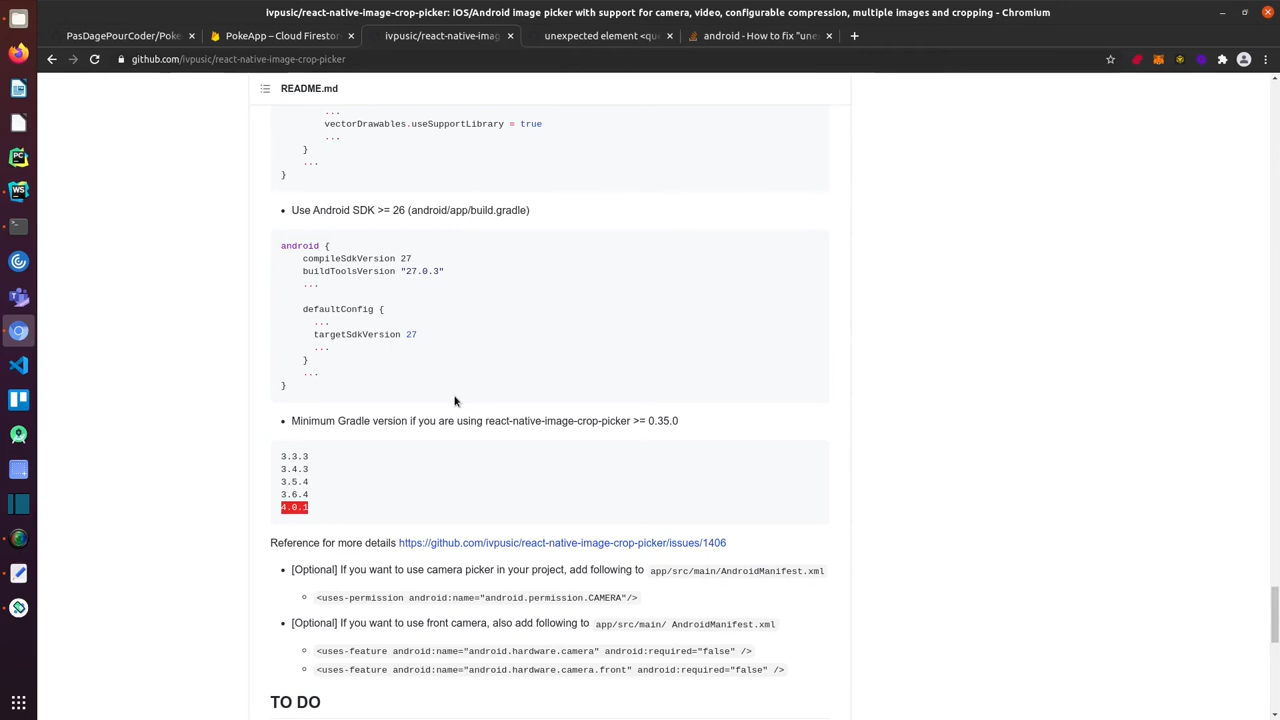 ivpusic/react-native-image-crop-picker: iOS/Android image picker with support for camera, video, configurable compression, multiple images and cropping - Chromium
PasDagePourCoder/Poke
PokeApp – Cloud Firestor
ivpusic/react-native-imag
unexpected element <qu
android - How to fix "une
github.com/ivpusic/react-native-image-crop-picker
README.md
...
vectorDrawables.useSupportLibrary = true
...
}
...
}
Use Android SDK >= 26 (android/app/build.gradle)
android {
compileSdkVersion 27
buildToolsVersion "27.0.3"
...
defaultConfig {
...
targetSdkVersion 27
...
}
...
}
Minimum Gradle version if you are using react-native-image-crop-picker >= 0.35.0
3.3.3
3.4.3
3.5.4
3.6.4
4.0.1
Reference for more details https://github.com/ivpusic/react-native-image-crop-picker/issues/1406
[Optional] If you want to use camera picker in your project, add following to app/src/main/AndroidManifest.xml
<uses-permission android:name="android.permission.CAMERA"/>
[Optional] If you want to use front camera, also add following to app/src/main/ AndroidManifest.xml
<uses-feature android:name="android.hardware.camera" android:required="false" />
<uses-feature android:name="android.hardware.camera.front" android:required="false" />
TO DO
PC
WS